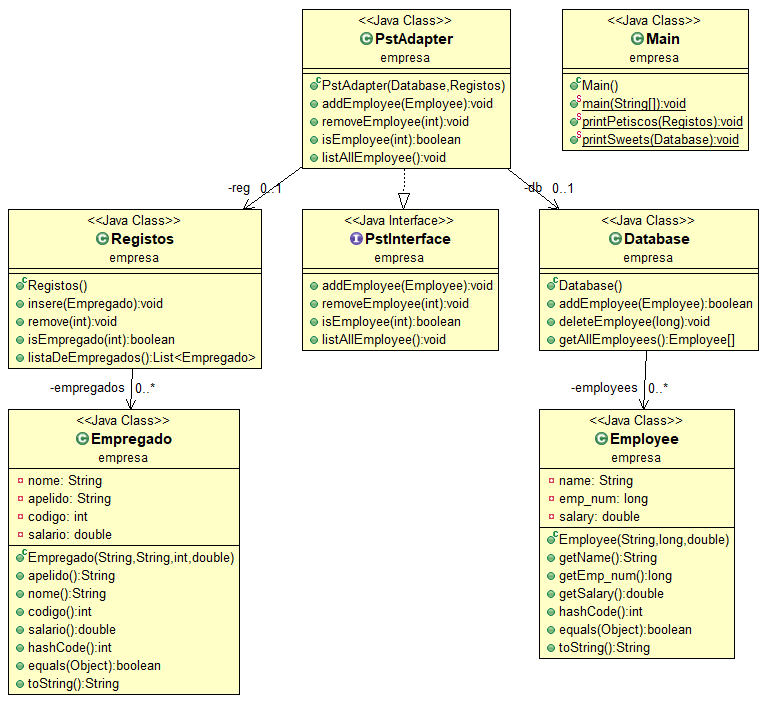 <<Java Class>>
PstAdapter
empresa
PstAdapter(Database,Registos)
addEmployee(Employee):void
removeEmployee(int):void
isEmployee(int):boolean
listAllEmployee():void
<<Java Class>>
Main
empresa
Main()
main(String[]):void
printPetiscos(Registos):void
printSweets(Database):void
-reg 0..1
-db 0..1
<<Java Class>>
Registos
empresa
Registos()
insere(Empregado):void
remove(int):void
isEmpregado(int):boolean
listaDeEmpregados():List<Empregado>
<<Java Interface>>
PstInterface
empresa
addEmployee(Employee):void
removeEmployee(int):void
isEmployee(int):boolean
listAllEmployee():void
<<Java Class>>
Database
empresa
Database()
addEmployee(Employee):boolean
deleteEmployee(long):void
getAllEmployees():Employee[]
-empregados 0..*
-employees 0..*
<<Java Class>>
Empregado
empresa
nome: String
apelido: String
codigo: int
salario: double
Empregado(String,String,int,double)
apelido():String
nome():String
codigo():int
salario():double
hashCode():int
equals(Object):boolean
toString():String
<<Java Class>>
Employee
empresa
name: String
emp_num: long
salary: double
Employee(String,long,double)
getName():String
getEmp_num():long
getSalary():double
hashCode():int
equals(Object):boolean
toString():String